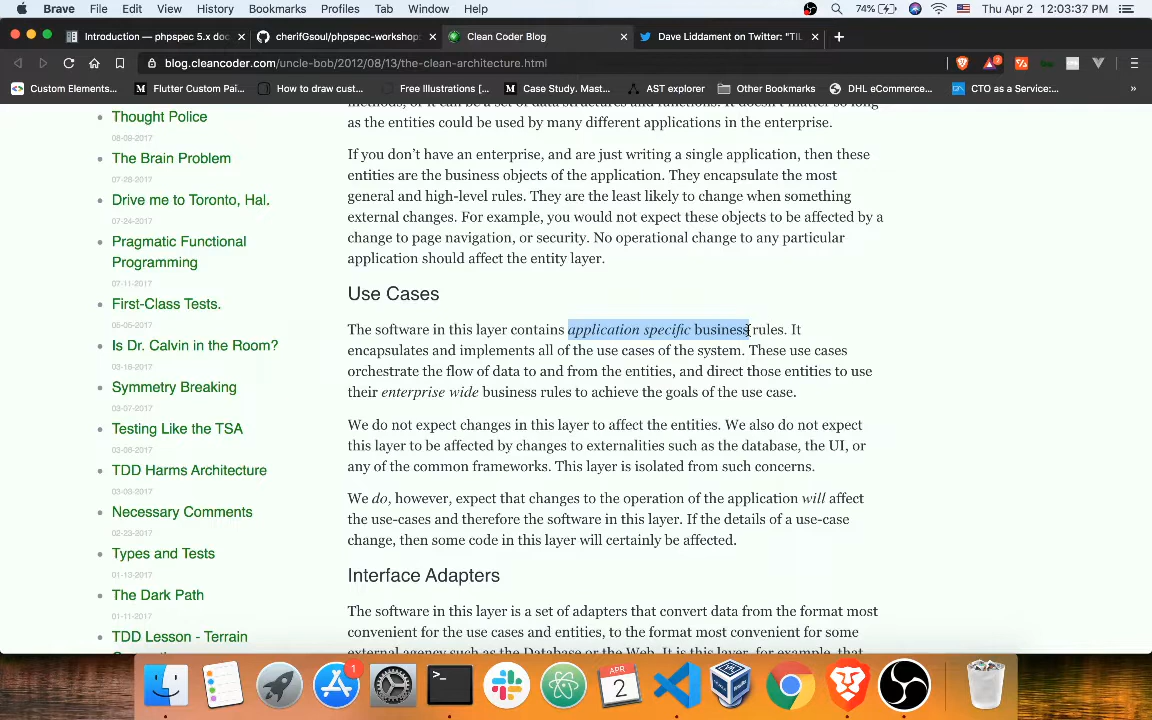 Brave File Edit View History Bookmarks Profiles Tab Window Help 74% Thu Apr 2 12:03:37 PM
Introduction — phpspec 5.x doc
cherifGsoul/phpspec-workshop:
Clean Coder Blog
Dave Liddament on Twitter: "TIL
blog.cleancoder.com/uncle-bob/2012/08/13/the-clean-architecture.html
Custom Elements... Flutter Custom Pai... How to draw cust... Free Illustrations [... Case Study. Mast... AST explorer Other Bookmarks DHL eCommerce... CTO as a Service:... »
Thought Police
08-09-2017
The Brain Problem
07-28-2017
Drive me to Toronto, Hal.
07-24-2017
Pragmatic Functional
Programming
07-11-2017
First-Class Tests.
05-05-2017
Is Dr. Calvin in the Room?
03-16-2017
Symmetry Breaking
03-07-2017
Testing Like the TSA
03-06-2017
TDD Harms Architecture
03-03-2017
Necessary Comments
02-23-2017
Types and Tests
01-13-2017
The Dark Path
01-11-2017
TDD Lesson - Terrain
as the entities could be used by many different applications in the enterprise.
If you don't have an enterprise, and are just writing a single application, then these
entities are the business objects of the application. They encapsulate the most
general and high-level rules. They are the least likely to change when something
external changes. For example, you would not expect these objects to be affected by a
change to page navigation, or security. No operational change to any particular
application should affect the entity layer.
Use Cases
The software in this layer contains application specific business rules. It
encapsulates and implements all of the use cases of the system. These use cases
orchestrate the flow of data to and from the entities, and direct those entities to use
their enterprise wide business rules to achieve the goals of the use case.
We do not expect changes in this layer to affect the entities. We also do not expect
this layer to be affected by changes to externalities such as the database, the UI, or
any of the common frameworks. This layer is isolated from such concerns.
We do, however, expect that changes to the operation of the application will affect
the use-cases and therefore the software in this layer. If the details of a use-case
change, then some code in this layer will certainly be affected.
Interface Adapters
The software in this layer is a set of adapters that convert data from the format most
convenient for the use cases and entities, to the format most convenient for some
external agency such as the Database or the Web. It is this layer, for example, that
1
APR
2